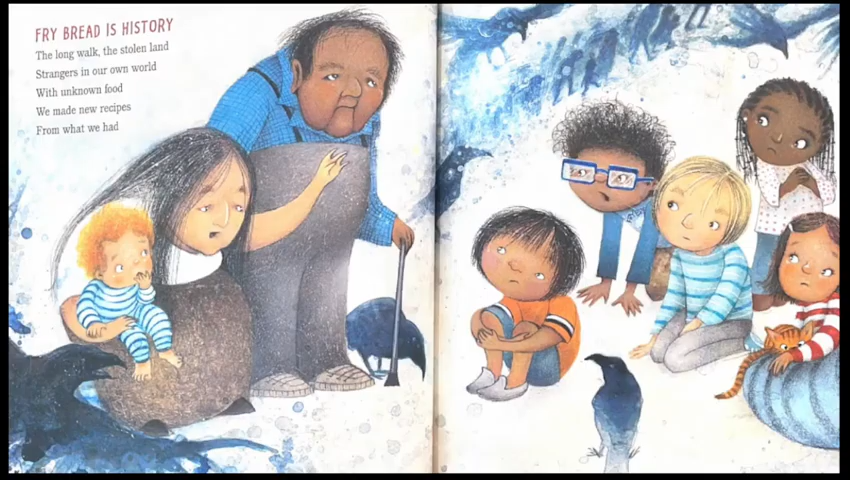 FRY BREAD IS HISTORY
The long walk, the stolen land
Strangers in our own world
With unknown food
We made new recipes
From what we had